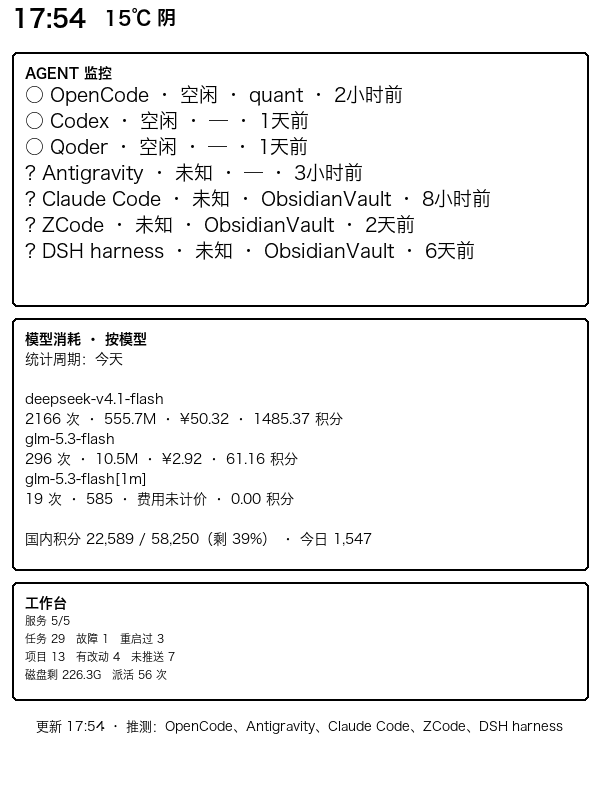 17:54 15℃ 阴
AGENT 监控
○ OpenCode · 空闲 · quant · 2小时前
○ Codex · 空闲 · — · 1天前
○ Qoder · 空闲 · — · 1天前
? Antigravity · 未知 · — · 3小时前
? Claude Code · 未知 · ObsidianVault · 8小时前
? ZCode · 未知 · ObsidianVault · 2天前
? DSH harness · 未知 · ObsidianVault · 6天前
模型消耗 · 按模型
统计周期：今天
deepseek-v4.1-flash
2166 次 · 555.7M · ¥50.32 · 1485.37 积分
glm-5.3-flash
296 次 · 10.5M · ¥2.92 · 61.16 积分
glm-5.3-flash[1m]
19 次 · 585 · 费用未计价 · 0.00 积分
国内积分 22,589 / 58,250（剩 39%） · 今日 1,547
工作台
服务 5/5
任务 29 故障 1 重启过 3
项目 13 有改动 4 未推送 7
磁盘剩 226.3G 派活 56 次
更新 17:54 · 推测：OpenCode、Antigravity、Claude Code、ZCode、DSH harness